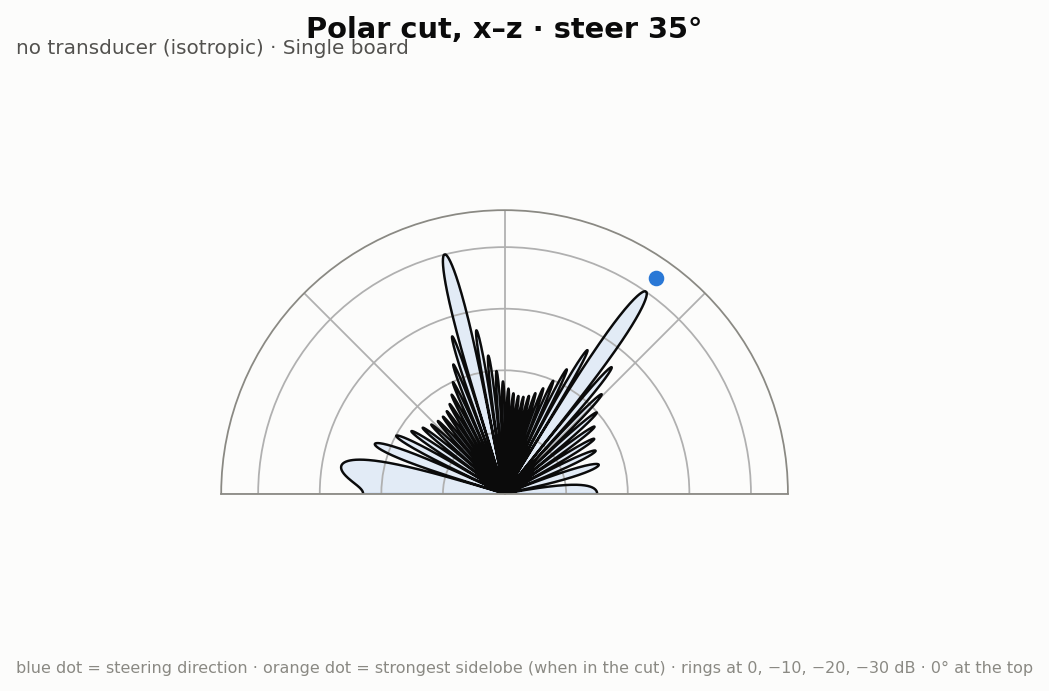 Polar cut, x–z · steer 35°
no transducer (isotropic) · Single board
blue dot = steering direction · orange dot = strongest sidelobe (when in the cut) · rings at 0, −10, −20, −30 dB · 0° at the top